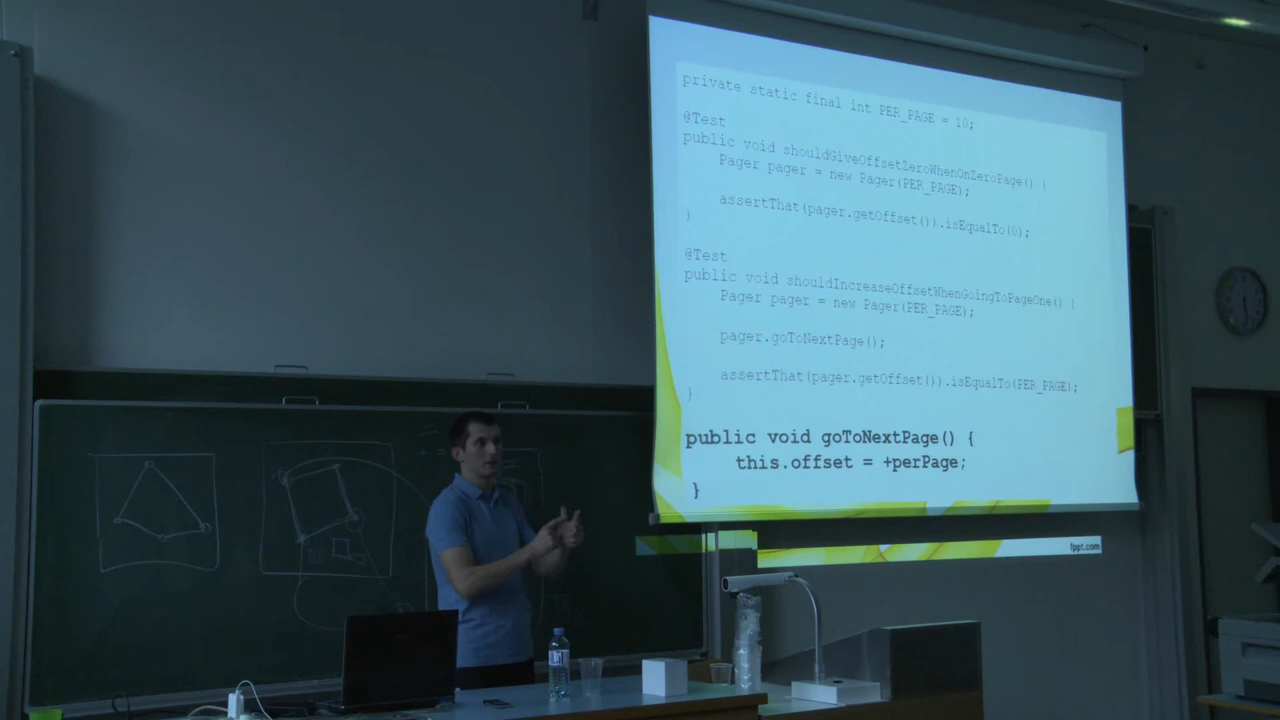 private static final int PER_PAGE = 10;
@Test
public void shouldGiveOffsetZeroWhenOnZeroPage() {
Pager pager = new Pager(PER_PAGE);
assertThat(pager.getOffset()).isEqualTo(0);
}
@Test
public void shouldIncreaseOffsetWhenGoingToPageOne() {
Pager pager = new Pager(PER_PAGE);
pager.goToNextPage();
assertThat(pager.getOffset()).isEqualTo(PER_PAGE);
}
public void goToNextPage() {
this.offset = +perPage;
}
fppt.com